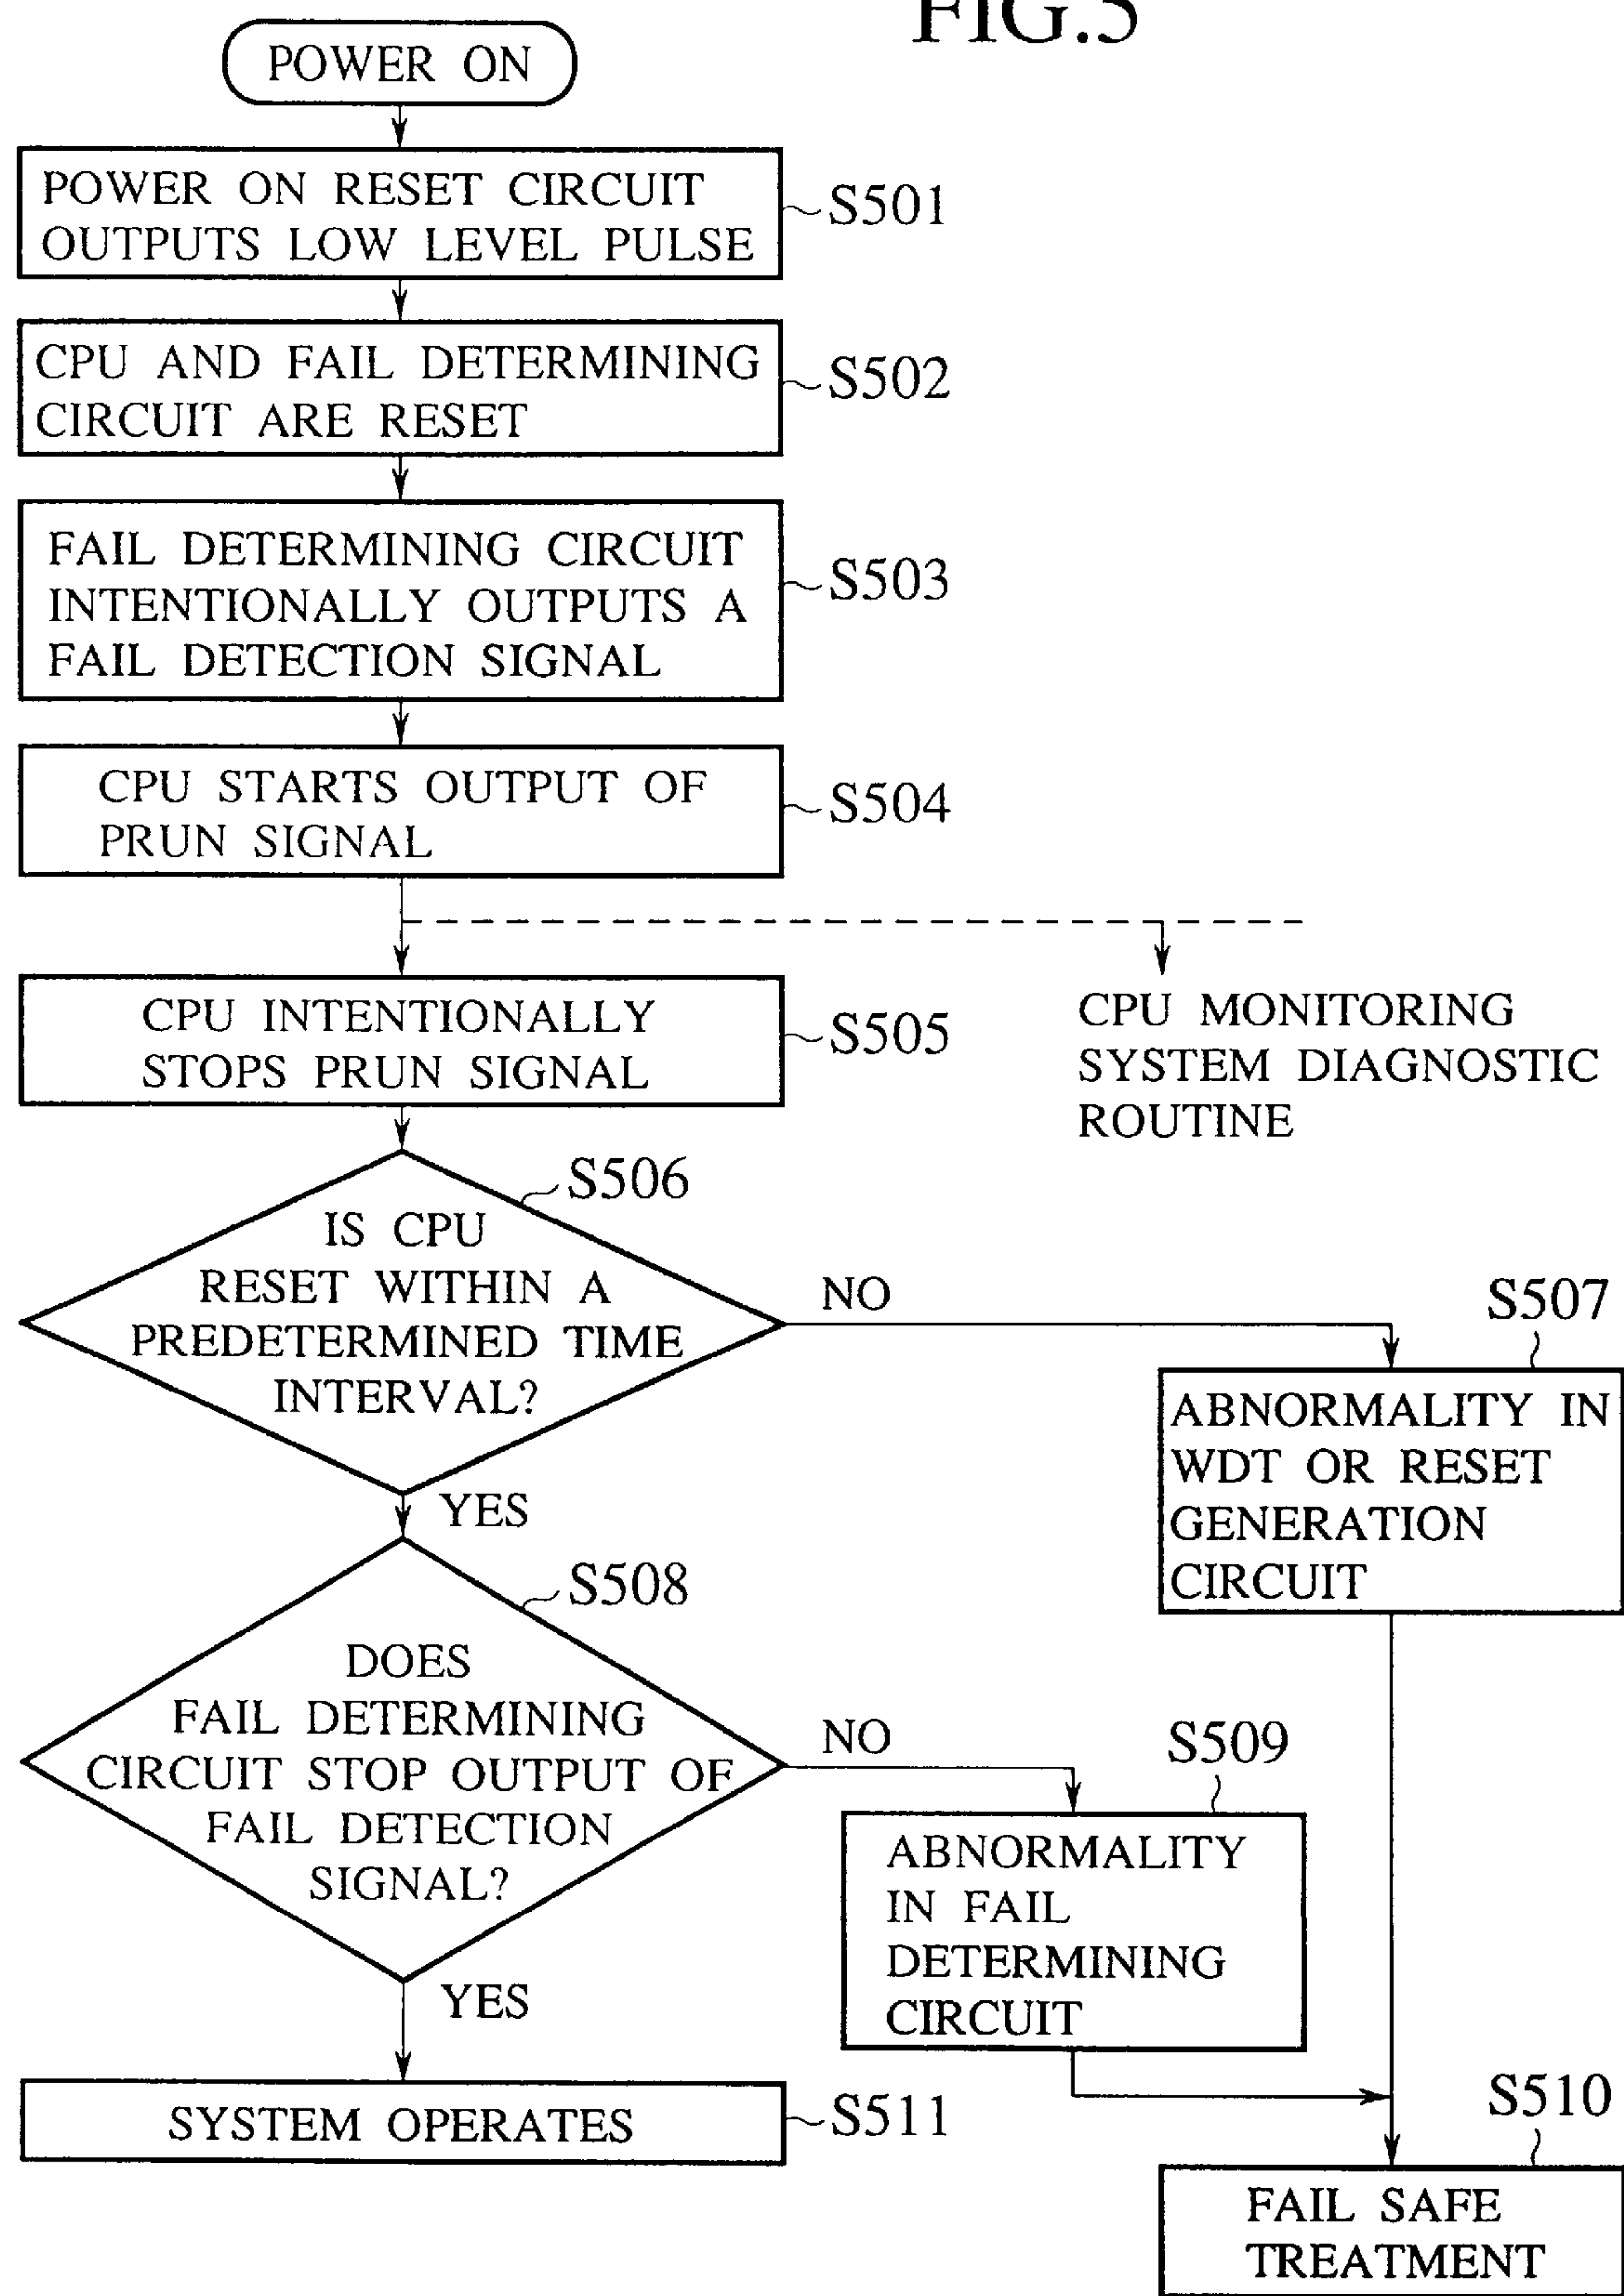 FIG.5
POWER ON
POWER ON RESET CIRCUIT
OUTPUTS LOW LEVEL PULSE
S501
CPU AND FAIL DETERMINING
CIRCUIT ARE RESET
S502
FAIL DETERMINING CIRCUIT
INTENTIONALLY OUTPUTS A
FAIL DETECTION SIGNAL
S503
CPU STARTS OUTPUT OF
PRUN SIGNAL
S504
CPU INTENTIONALLY
STOPS PRUN SIGNAL
S505
CPU MONITORING
SYSTEM DIAGNOSTIC
ROUTINE
S506
IS CPU
RESET WITHIN A
PREDETERMINED TIME
INTERVAL?
NO
YES
S507
ABNORMALITY IN
WDT OR RESET
GENERATION
CIRCUIT
S508
DOES
FAIL DETERMINING
CIRCUIT STOP OUTPUT OF
FAIL DETECTION
SIGNAL?
NO
YES
S509
ABNORMALITY
IN FAIL
DETERMINING
CIRCUIT
SYSTEM OPERATES
S511
S510
FAIL SAFE
TREATMENT